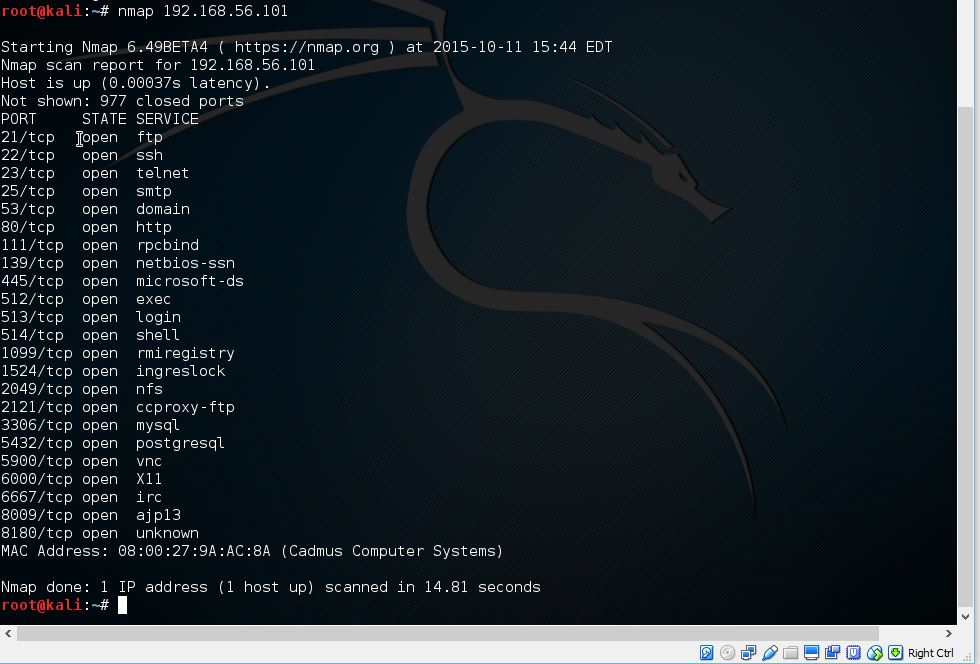 root@kali:~# nmap 192.168.56.101

Starting Nmap 6.49BETA4 ( https://nmap.org ) at 2015-10-11 15:44 EDT
Nmap scan report for 192.168.56.101
Host is up (0.00037s latency).
Not shown: 977 closed ports
PORT     STATE SERVICE
21/tcp   open  ftp
22/tcp   open  ssh
23/tcp   open  telnet
25/tcp   open  smtp
53/tcp   open  domain
80/tcp   open  http
111/tcp  open  rpcbind
139/tcp  open  netbios-ssn
445/tcp  open  microsoft-ds
512/tcp  open  exec
513/tcp  open  login
514/tcp  open  shell
1099/tcp open  rmiregistry
1524/tcp open  ingreslock
2049/tcp open  nfs
2121/tcp open  ccproxy-ftp
3306/tcp open  mysql
5432/tcp open  postgresql
5900/tcp open  vnc
6000/tcp open  X11
6667/tcp open  irc
8009/tcp open  ajp13
8180/tcp open  unknown
MAC Address: 08:00:27:9A:AC:8A (Cadmus Computer Systems)

Nmap done: 1 IP address (1 host up) scanned in 14.81 seconds
root@kali:~#
Right Ctrl